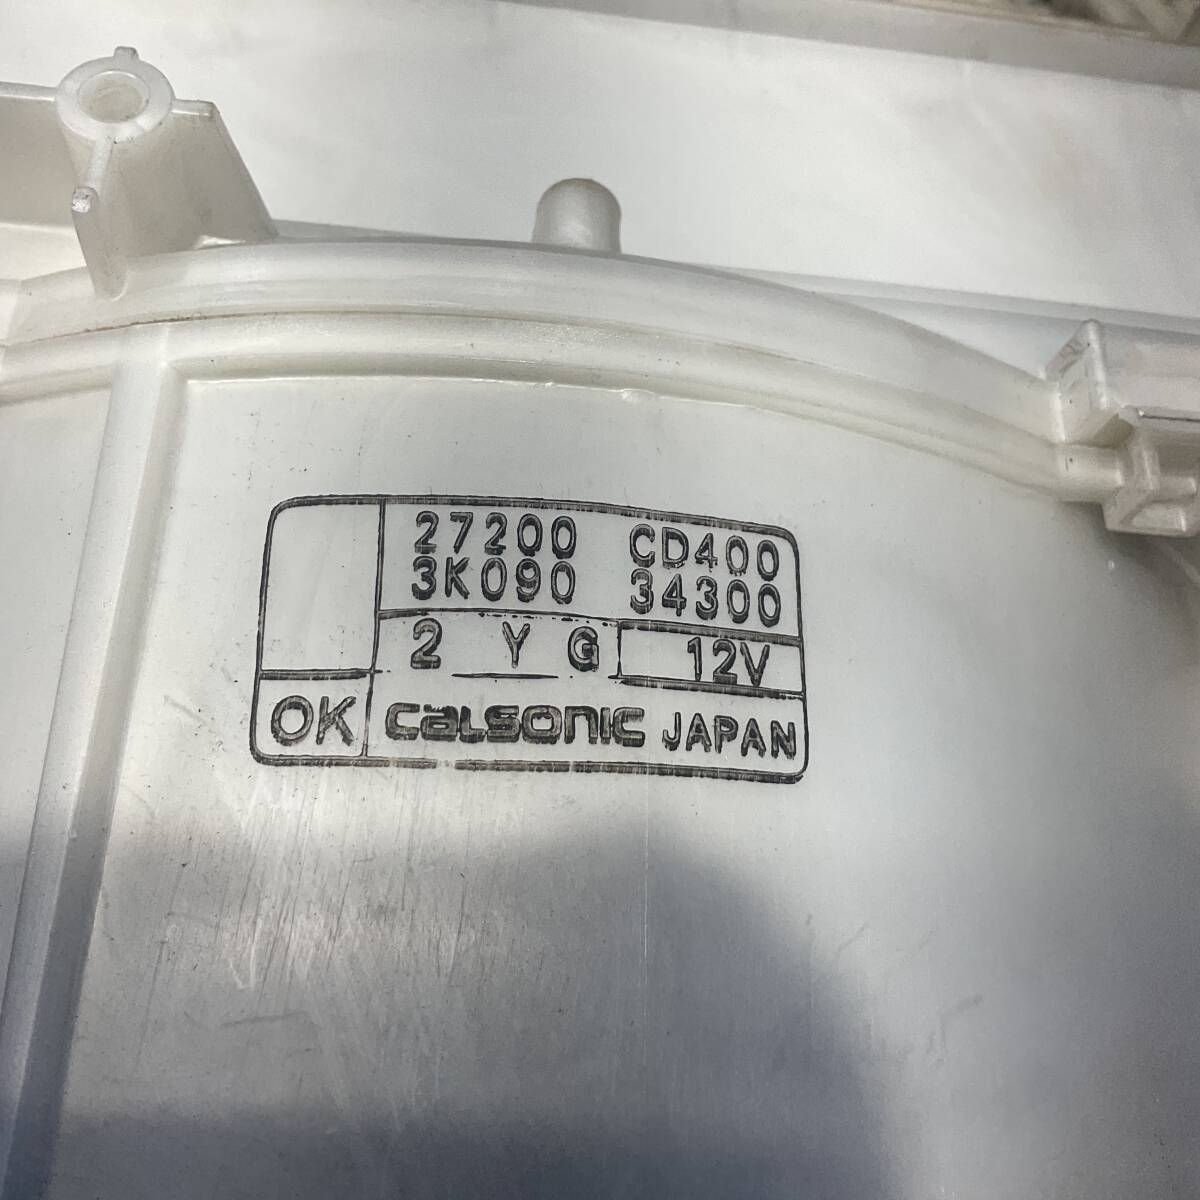 27200 CD400
3K090 34300
2 Y G 12V
OK CALSONIC JAPAN